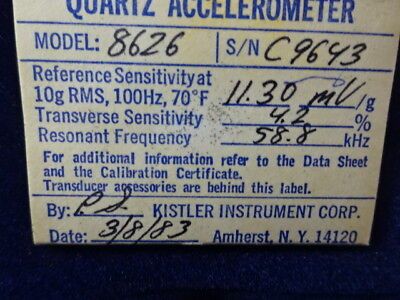 QUARTZ ACCELEROMETER
MODEL: 8626 S/N C9643
Reference Sensitivity at
10g RMS, 100Hz, 70°F 11.30 mV/g
Transverse Sensitivity 4.2 %
Resonant Frequency 58.8 kHz
For additional information refer to the Data Sheet
and the Calibration Certificate.
Transducer accessories are behind this label.
By: P.S. KISTLER INSTRUMENT CORP.
Date: 3/8/83 Amherst, N.Y. 14120